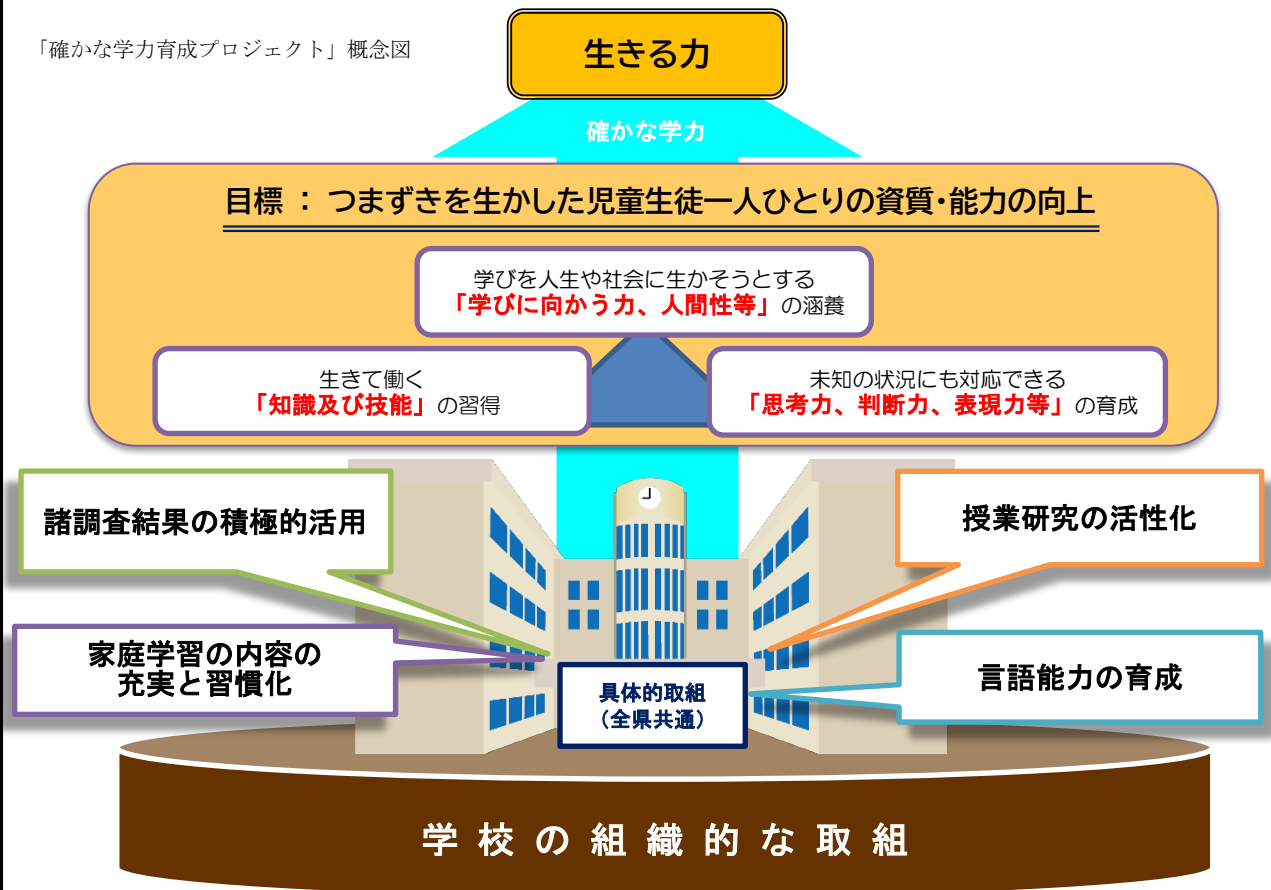 「確かな学力育成プロジェクト」概念図
生きる力
確かな学力
目標 ： つまずきを生かした児童生徒一人ひとりの資質・能力の向上
学びを人生や社会に生かそうとする
「学びに向かう力、人間性等」の涵養
生きて働く
「知識及び技能」の習得
未知の状況にも対応できる
「思考力、判断力、表現力等」の育成
諸調査結果の積極的活用
授業研究の活性化
家庭学習の内容の
充実と習慣化
言語能力の育成
具体的取組
（全県共通）
学校の組織的な取組